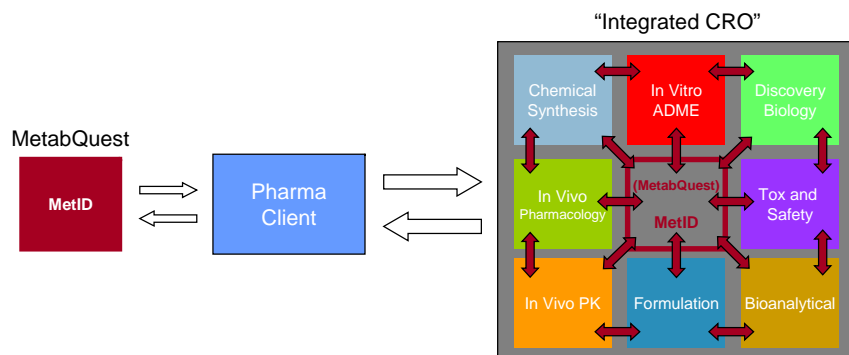 “Integrated CRO”
Chemical
Synthesis
In Vitro
ADME
Discovery
Biology
MetabQuest
MetID
Pharma
Client
In Vivo
Pharmacology
(MetabQuest)
MetID
Tox and
Safety
In Vivo PK
Formulation
Bioanalytical